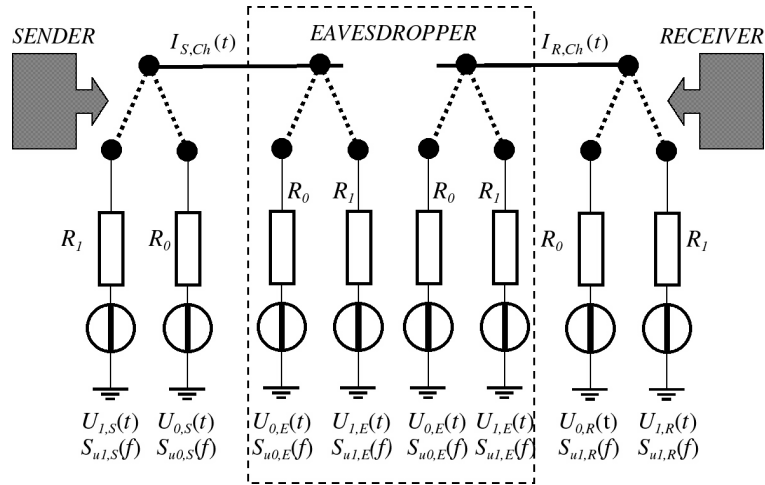 SENDER
I_{S,Ch}(t)
EAVESDROPPER
I_{R,Ch}(t)
RECEIVER
R_1
R_0
R_0
R_1
R_0
R_1
R_0
R_1
U_{1,S}(t) U_{0,S}(t) U_{0,E}(t) U_{1,E}(t) U_{0,E}(t) U_{1,E}(t) U_{0,R}(t) U_{1,R}(t)
S_{u1,S}(f) S_{u0,S}(f) S_{u0,E}(f) S_{u1,E}(f) S_{u0,E}(f) S_{u1,E}(f) S_{u1,R}(f) S_{u1,R}(f)